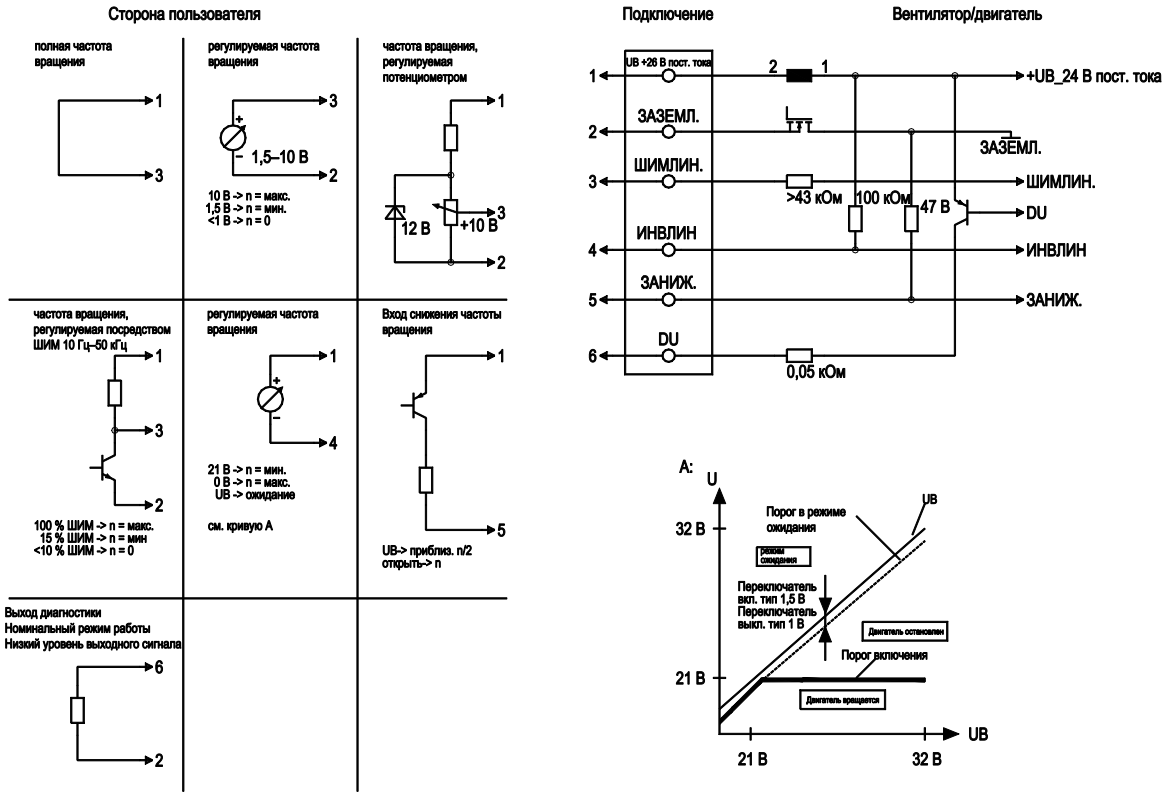 Сторона пользователя
полная частота
вращения
1
3
регулируемая частота
вращения
3
+
–
1,5–10 В
2
10 В -> n = макс.
1,5 В -> n = мин.
<1 В -> n = 0
частота вращения,
регулируемая
потенциометром
1
12 В
3
+10 В
2
частота вращения,
регулируемая посредством
ШИМ 10 Гц–50 кГц
1
3
2
100 % ШИМ -> n = макс.
15 % ШИМ -> n = мин
<10 % ШИМ -> n = 0
регулируемая частота
вращения
1
+
–
4
21 В -> n = мин.
0 В -> n = макс.
UB -> ожидание
см. кривую А
Вход снижения частоты
вращения
1
5
UB-> приблиз. n/2
открыть-> n
Выход диагностики
Номинальный режим работы
Низкий уровень выходного сигнала
6
2
Подключение
Вентилятор/двигатель
1
UB +26 В пост. тока
2
1
+UB_24 В пост. тока
2
ЗАЗЕМЛ.
ЗАЗЕМЛ.
3
ШИМЛИН.
>43 кОм
100 кОм
47 В
ШИМЛИН.
DU
4
ИНВЛИН
ИНВЛИН
5
ЗАНИЖ.
ЗАНИЖ.
6
DU
0,05 кОм
A:
U
32 В
21 В
UB
Порог в режиме
ожидания
режим
ожидания
Переключатель
вкл. тип 1,5 В
Переключатель
выкл. тип 1 В
Двигатель остановлен
Порог включения
Двигатель вращается
UB
21 В
32 В